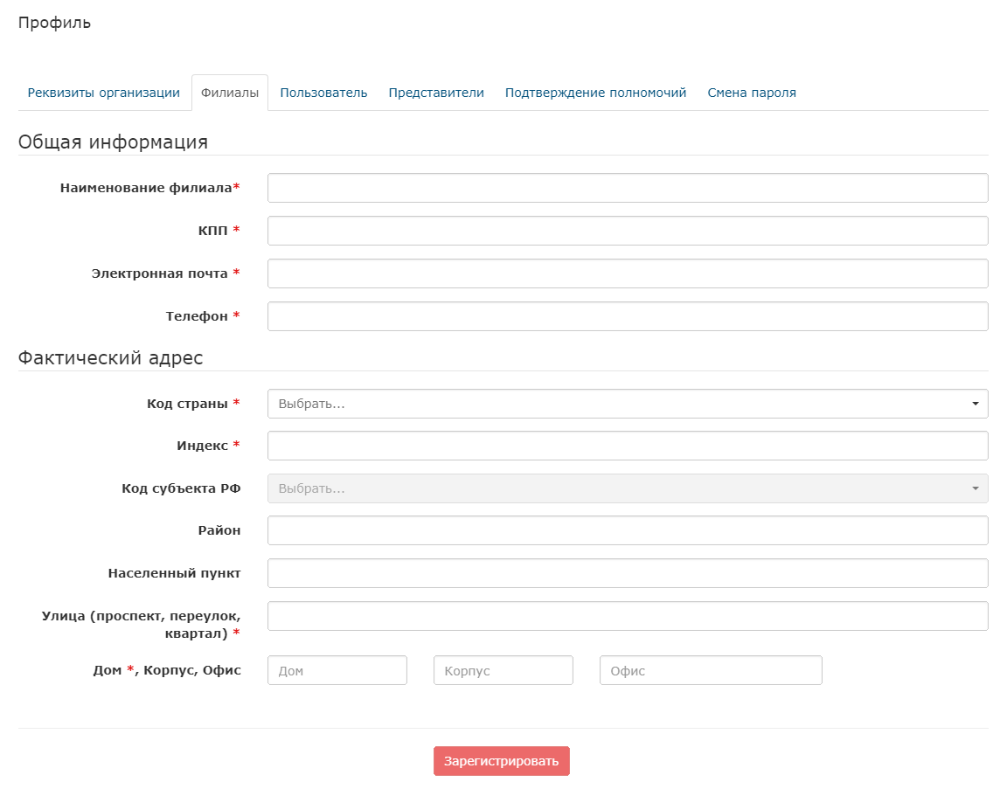 Профиль
Реквизиты организации Филиалы Пользователь Представители Подтверждение полномочий Смена пароля
Общая информация
Наименование филиала*
КПП *
Электронная почта *
Телефон *
Фактический адрес
Код страны * Выбрать...
Индекс *
Код субъекта РФ Выбрать...
Район
Населенный пункт
Улица (проспект, переулок,
квартал) *
Дом *, Корпус, Офис Дом Корпус Офис
Зарегистрировать